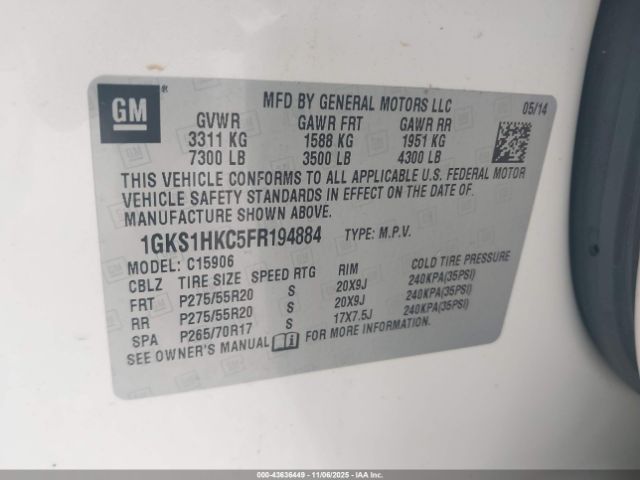 GM ®
MFD BY GENERAL MOTORS LLC 05/14
GVWR GAWR FRT GAWR RR
3311 KG 1588 KG 1951 KG
7300 LB 3500 LB 4300 LB
THIS VEHICLE CONFORMS TO ALL APPLICABLE U.S. FEDERAL MOTOR
VEHICLE SAFETY STANDARDS IN EFFECT ON THE DATE OF
MANUFACTURE SHOWN ABOVE.
1GKS1HKC5FR194884 TYPE: M.P.V.
MODEL: C15906
CBLZ TIRE SIZE SPEED RTG RIM COLD TIRE PRESSURE
FRT P275/55R20 S 20X9J 240KPA(35PSI)
RR P275/55R20 S 20X9J 240KPA(35PSI)
SPA P265/70R17 S 17X7.5J 240KPA(35PSI)
SEE OWNER'S MANUAL FOR MORE INFORMATION.
000-43636449 - 11/06/2025 - IAA Inc.